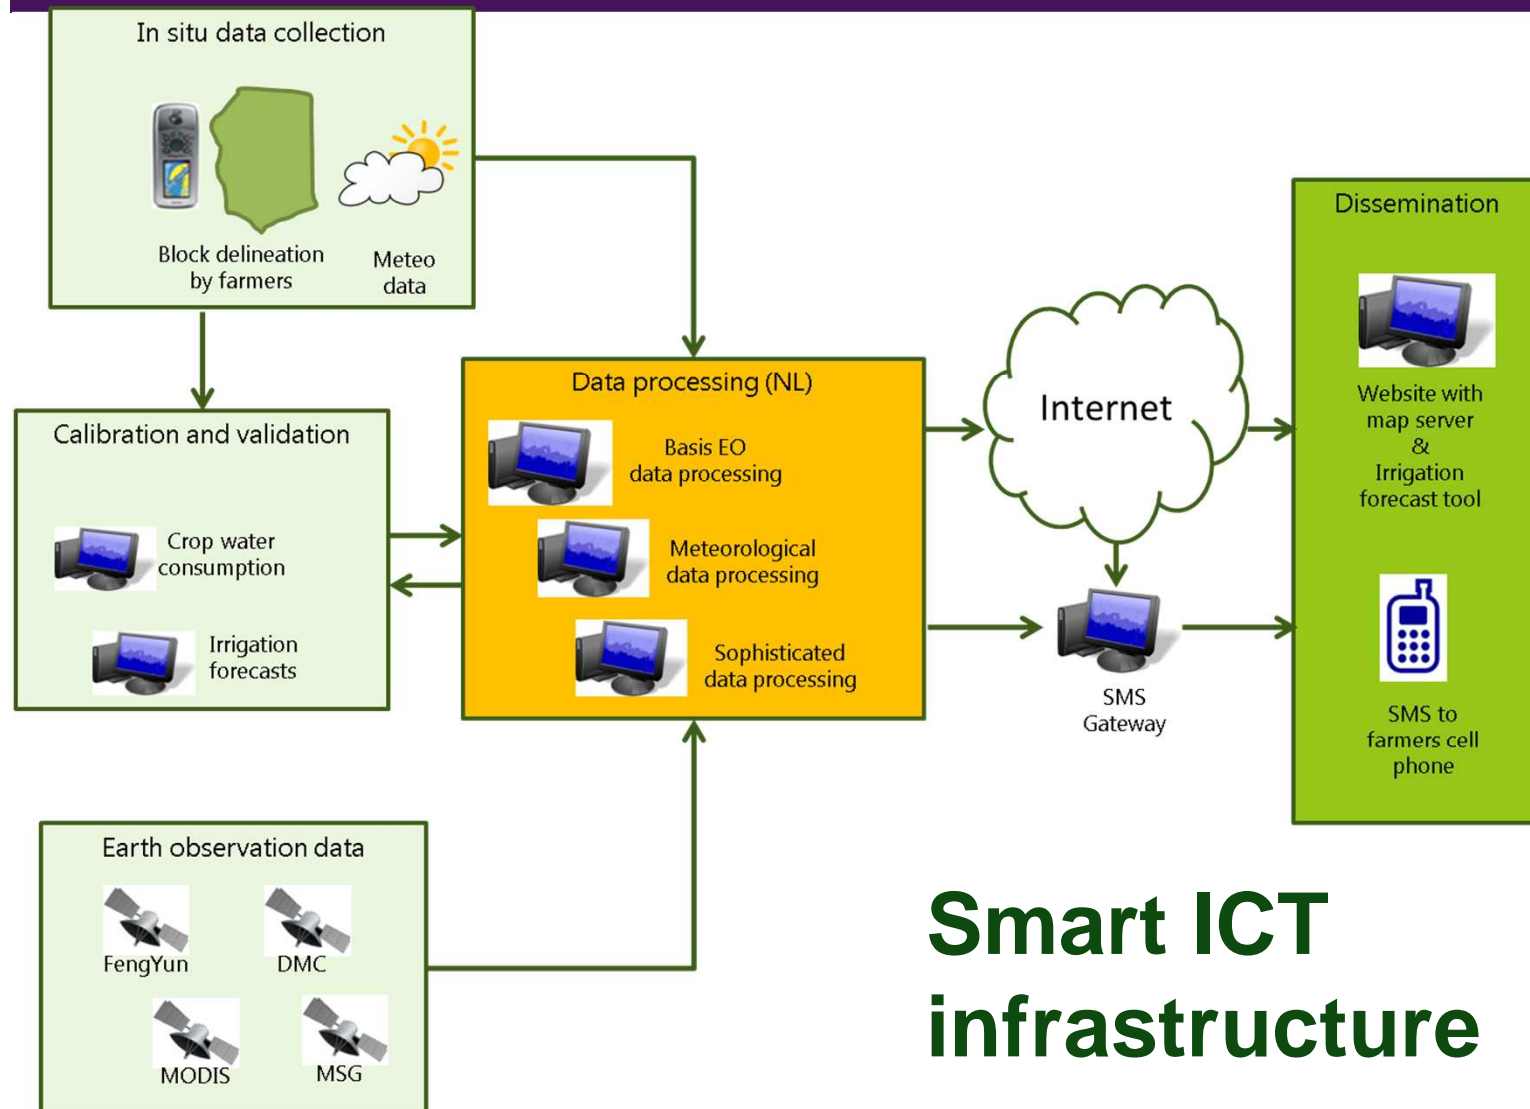 In situ data collection
Block delineation
by farmers
Meteo
data
Calibration and validation
Crop water
consumption
Irrigation
forecasts
Data processing (NL)
Basis EO
data processing
Meteorological
data processing
Sophisticated
data processing
Earth observation data
FengYun
DMC
MODIS
MSG
Internet
SMS
Gateway
Dissemination
Website with
map server
&
Irrigation
forecast tool
SMS to
farmers cell
phone
Smart ICT
infrastructure